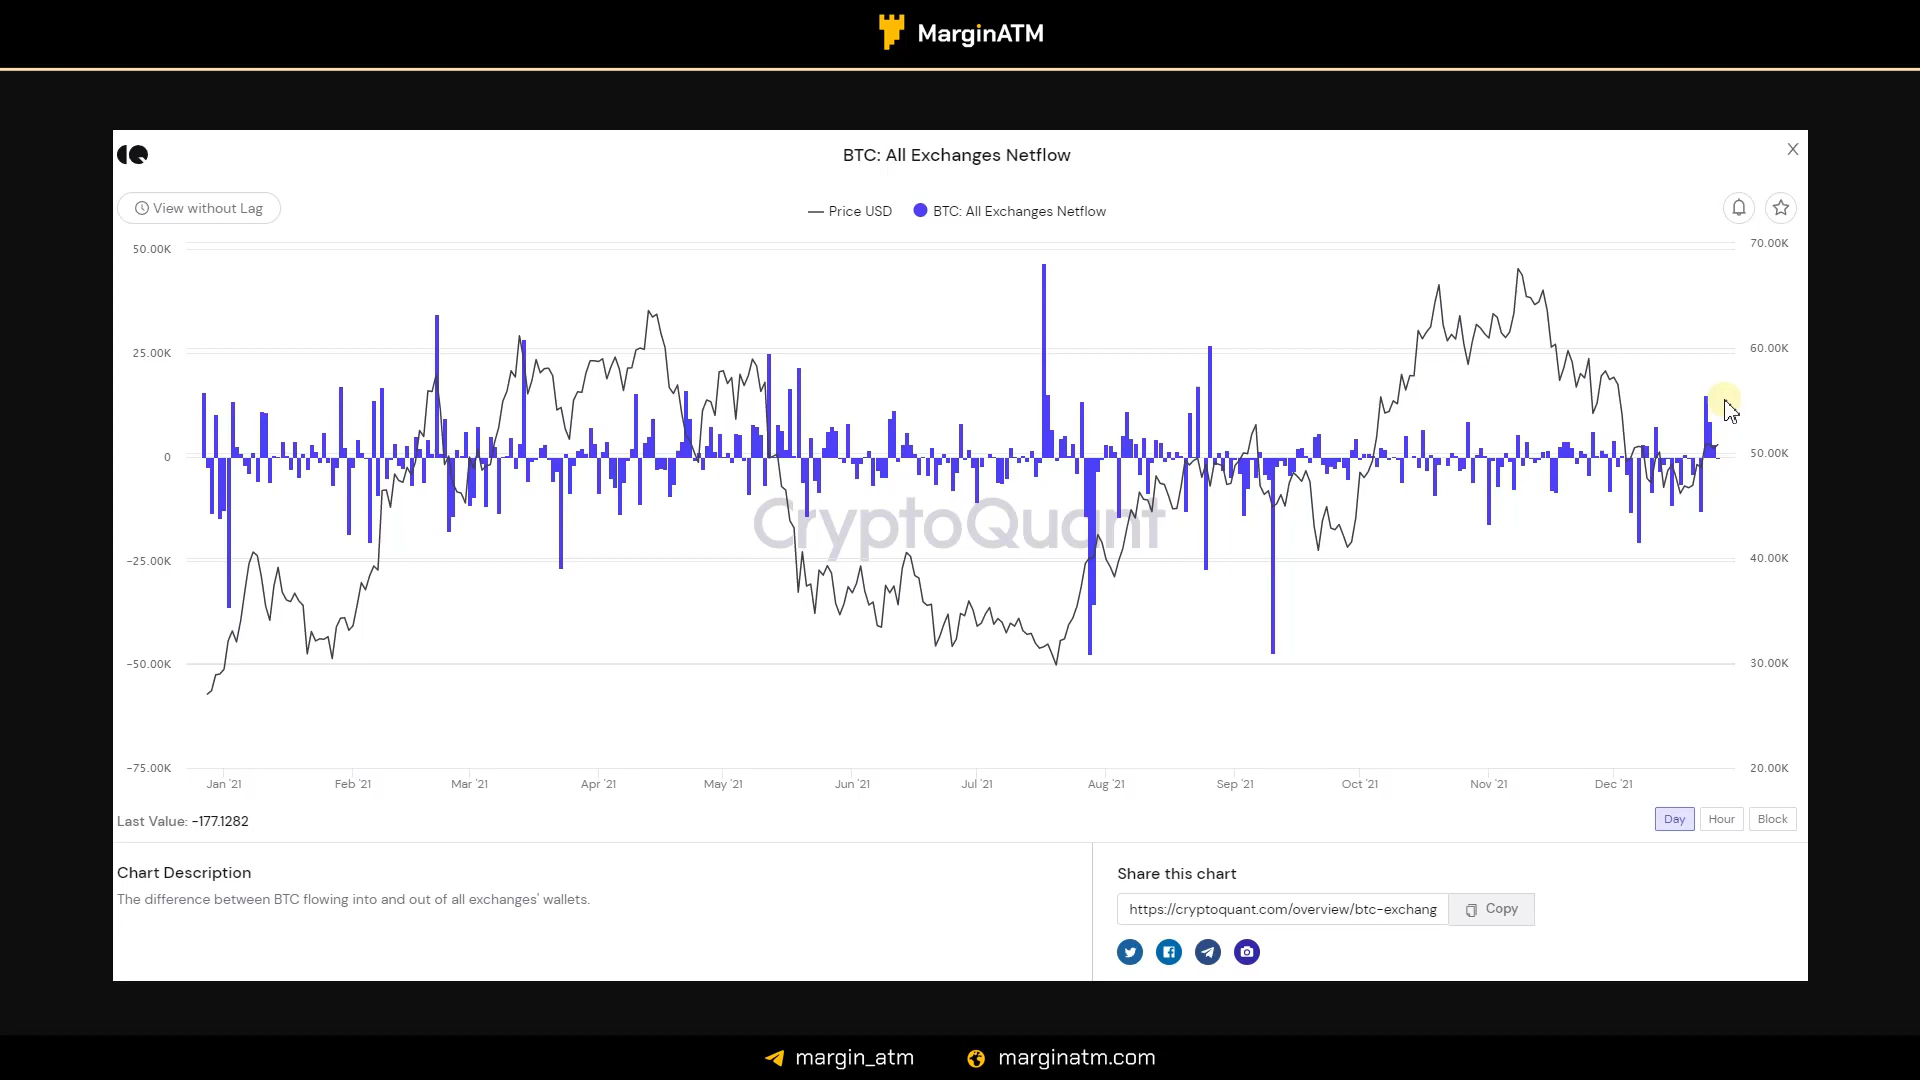 MarginATM
BTC: All Exchanges Netflow
X
View without Lag
Price USD
BTC: All Exchanges Netflow
50.00K
25.00K
0
-25.00K
-50.00K
-75.00K
70.00K
60.00K
50.00K
40.00K
30.00K
20.00K
CryptoQuant
Jan '21 Feb '21 Mar '21 Apr '21 May '21 Jun '21 Jul '21 Aug '21 Sep '21 Oct '21 Nov '21 Dec '21
Last Value: -177.1282
Day Hour Block
Chart Description
The difference between BTC flowing into and out of all exchanges' wallets.
Share this chart
https://cryptoquant.com/overview/btc-exchang
Copy
margin_atm marginatm.com